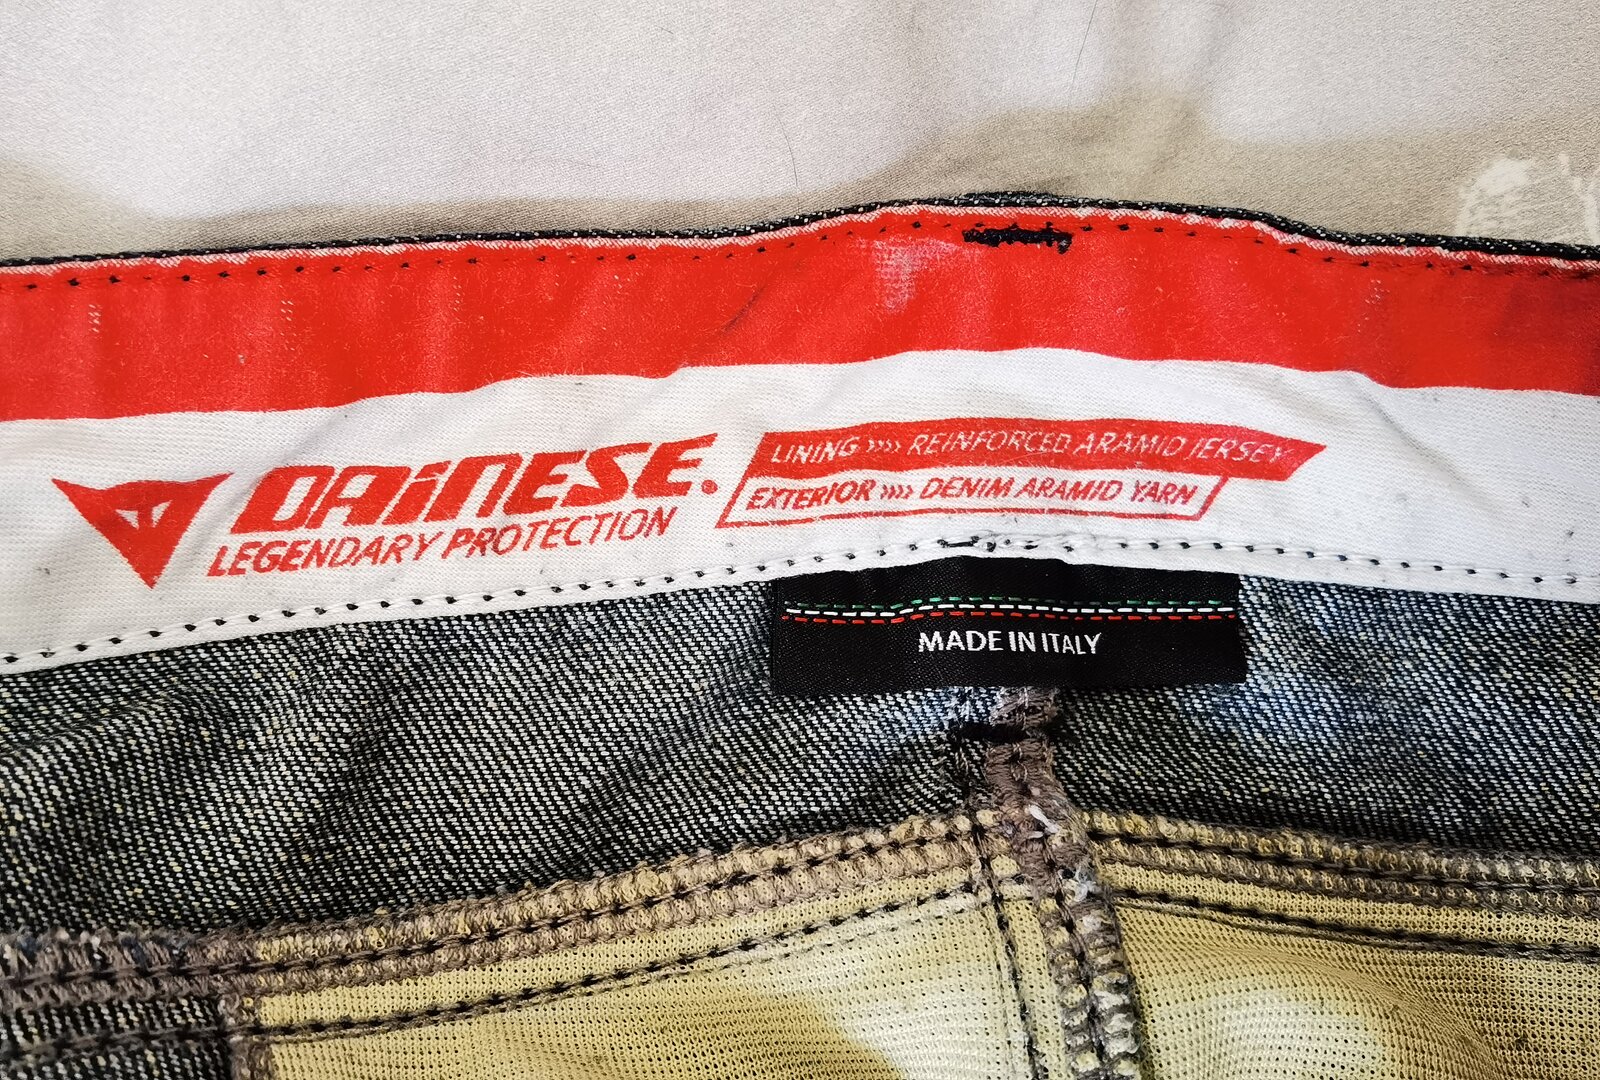 DAINESE.
LEGENDARY PROTECTION
LINING »» REINFORCED ARAMID JERSEY
EXTERIOR »» DENIM ARAMID YARN
MADE IN ITALY